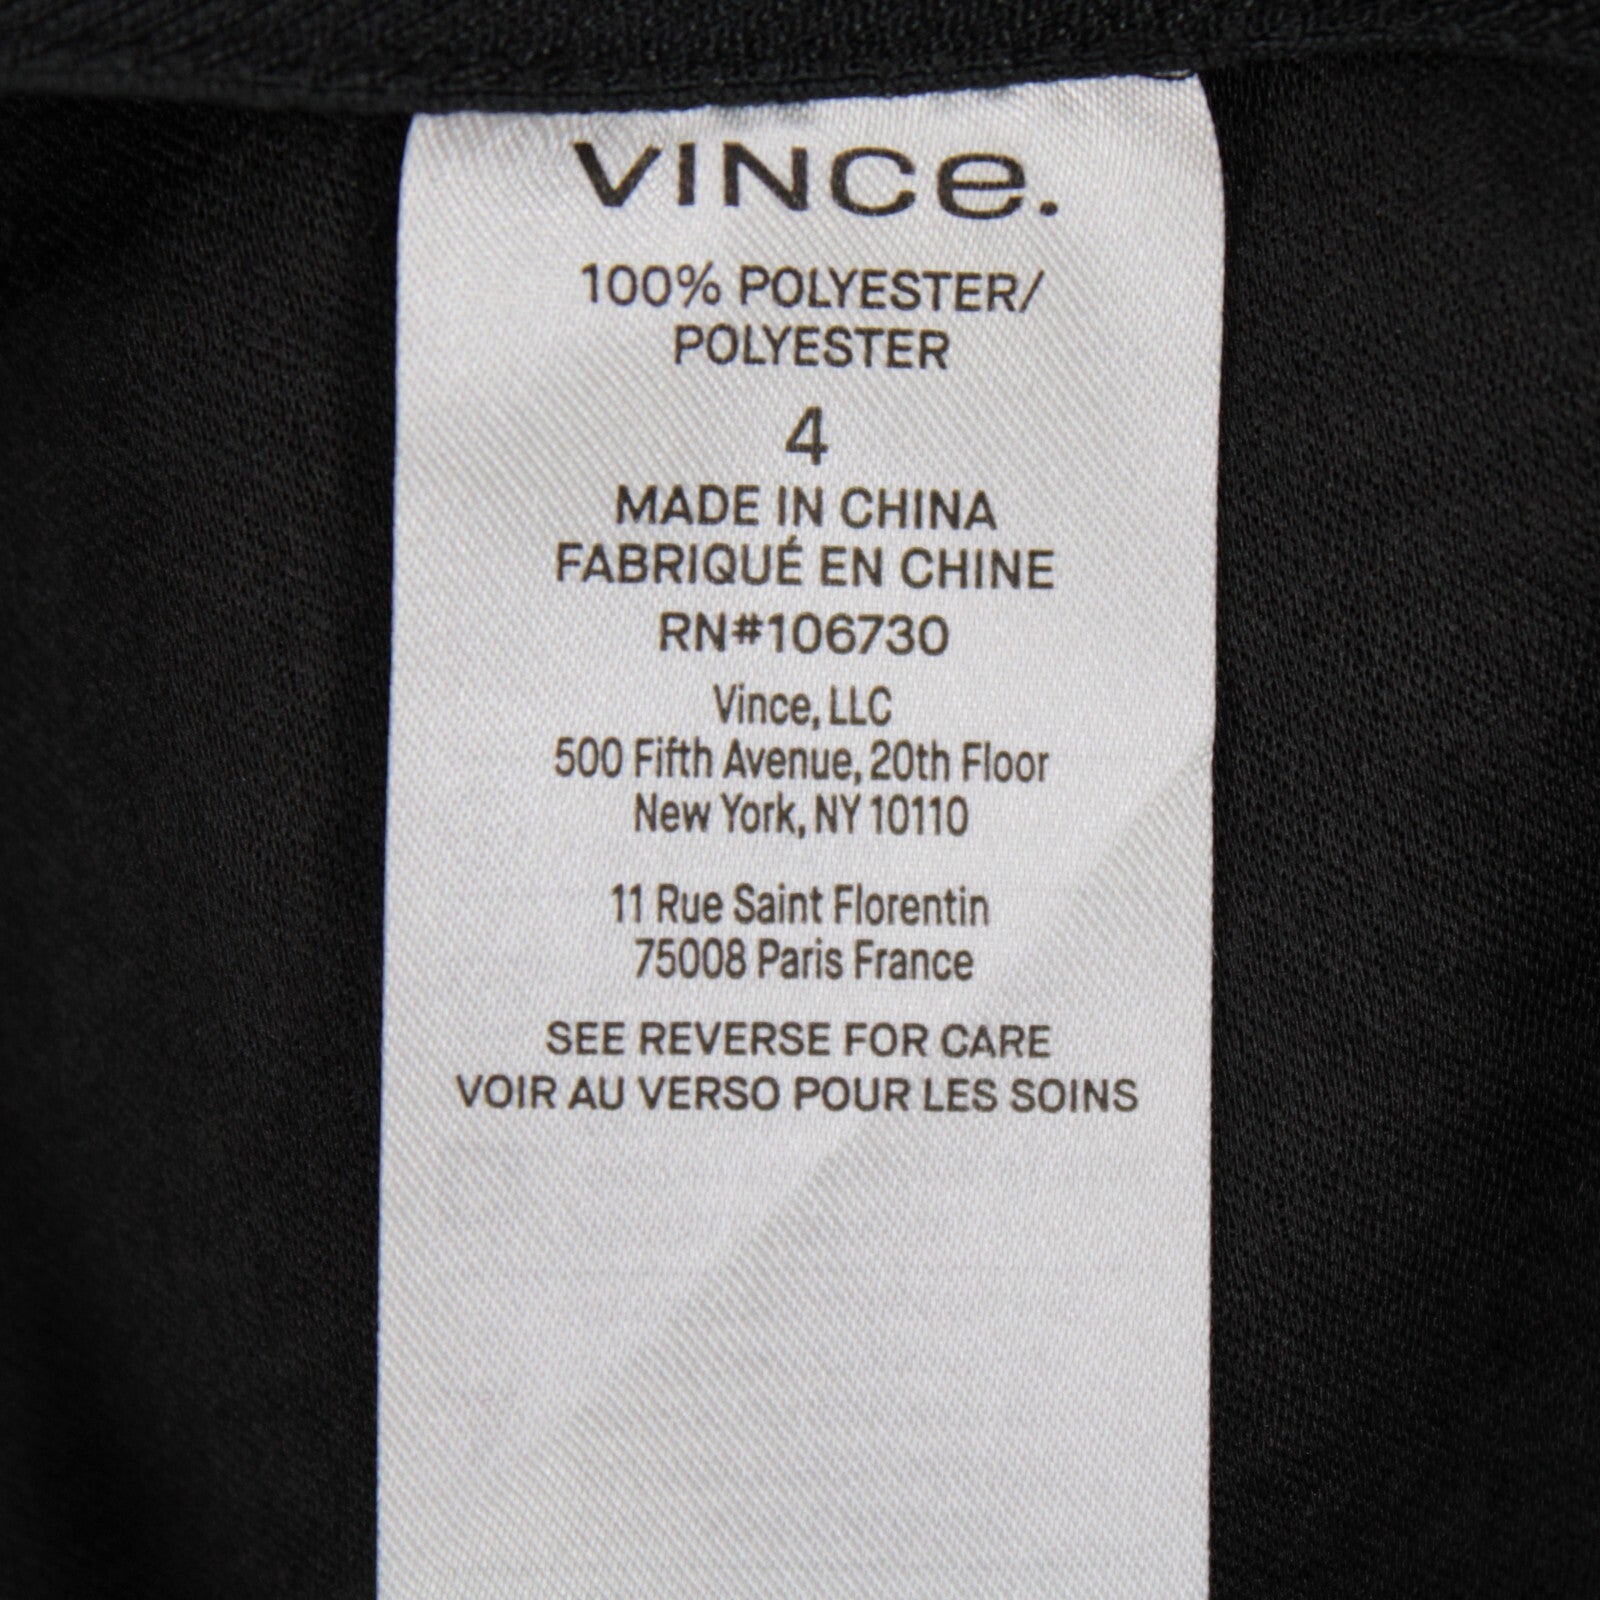 VINCE.
100% POLYESTER/
POLYESTER
4
MADE IN CHINA
FABRIQUÉ EN CHINE
RN#106730
Vince, LLC
500 Fifth Avenue, 20th Floor
New York, NY 10110
11 Rue Saint Florentin
75008 Paris France
SEE REVERSE FOR CARE
VOIR AU VERSO POUR LES SOINS